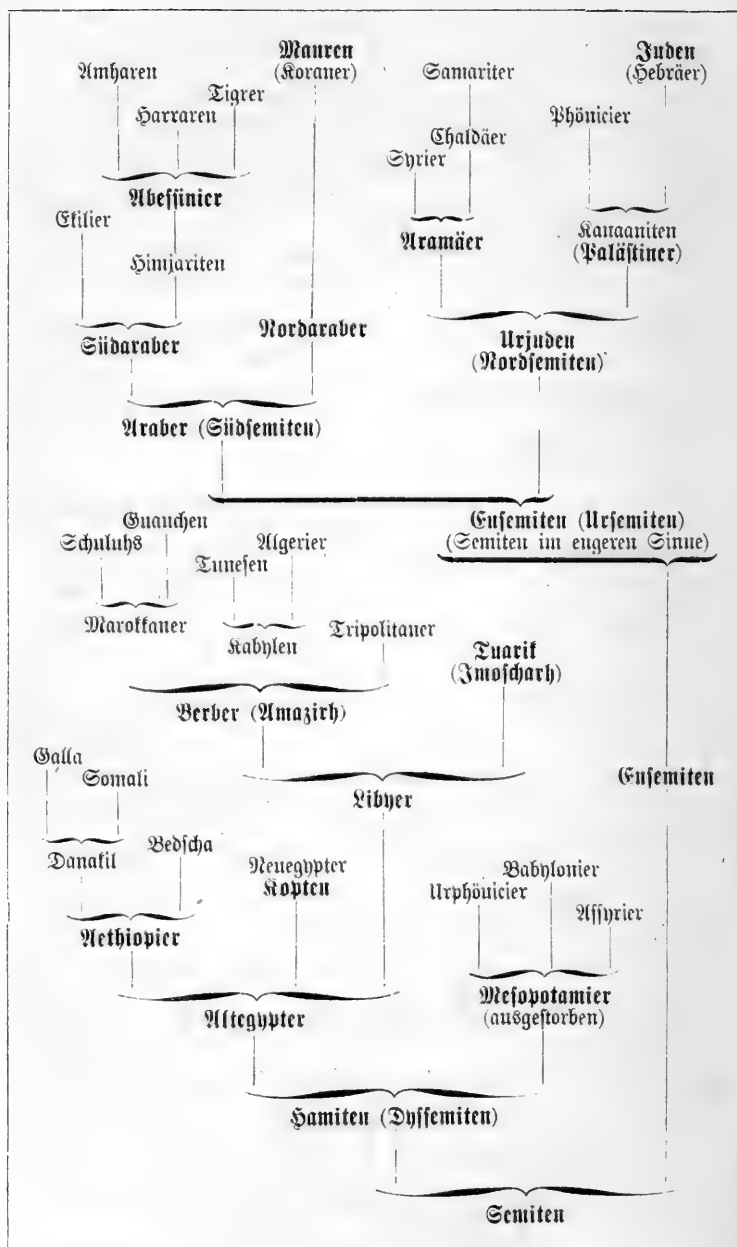 Mauren
Juden
Amharen
(Koraner)
Samariter
(Hebräer)
Tigrer
Harraren
Phönicier
Chaldäer
Syrier
Abessinier
Ekilier
Aramäer
Kanaaniten
(Palästiner)
Himjariten
Südaraber
Nordaraber
Urjuden
(Nordsemiten)
Araber (Südsemiten)
Guanchen
Schuluhs
Algerier
Tunesen
Eusemiten (Ursemiten)
(Semiten im engeren Sinne)
Marokkaner
Kabylen
Tripolitaner
Tuarik
(Imoscharh)
Berber (Amazirh)
Galla
Somali
Libyer
Eusemiten
Danakil
Bedscha
Neuegypter
Kopten
Babylonier
Urphönicier
Assyrier
Aethiopier
Altegypter
Mesopotamier
(ausgestorben)
Hamiten (Dyssemiten)
Semiten